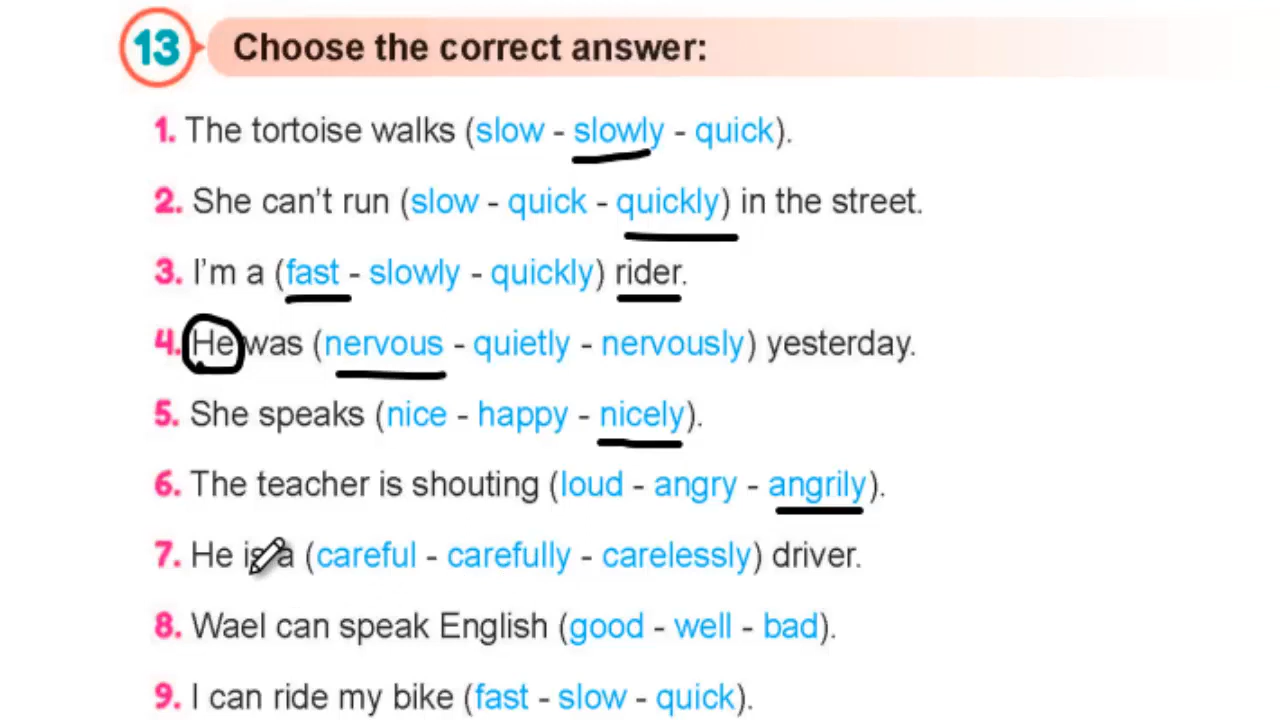 13 Choose the correct answer:
1. The tortoise walks (slow - slowly - quick).
2. She can't run (slow - quick - quickly) in the street.
3. I'm a (fast - slowly - quickly) rider.
4. He was (nervous - quietly - nervously) yesterday.
5. She speaks (nice - happy - nicely).
6. The teacher is shouting (loud - angry - angrily).
7. He is a (careful - carefully - carelessly) driver.
8. Wael can speak English (good - well - bad).
9. I can ride my bike (fast - slow - quick).